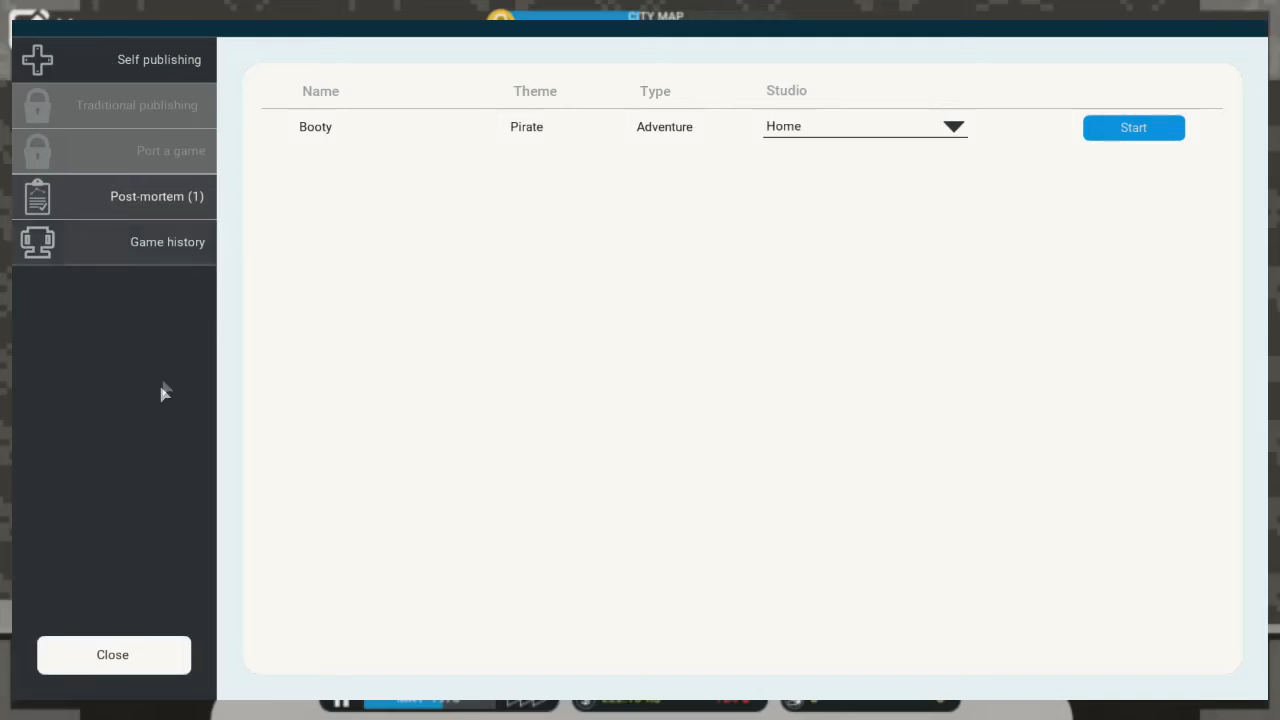 CITY MAP
Self publishing
Traditional publishing
Port a game
Post-mortem (1)
Game history
Close
Name Theme Type Studio
Booty Pirate Adventure Home Start